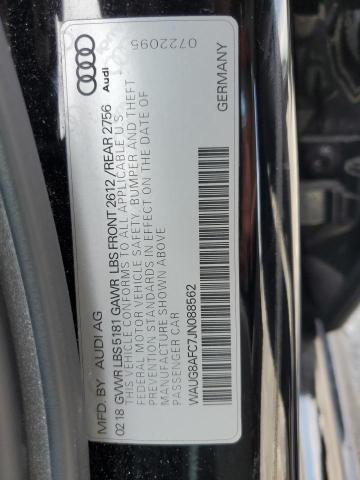 Audi
0722095
MFD. BY AUDI AG
02 18 GVWR LBS 5181 GAWR LBS FRONT 2612 /REAR 2756
THIS VEHICLE CONFORMS TO ALL APPLICABLE U.S.
FEDERAL MOTOR VEHICLE SAFETY, BUMPER AND THEFT
PREVENTION STANDARDS IN EFFECT ON THE DATE OF
MANUFACTURE SHOWN ABOVE
PASSENGER CAR
WAUG8AFC7JN088562
GERMANY